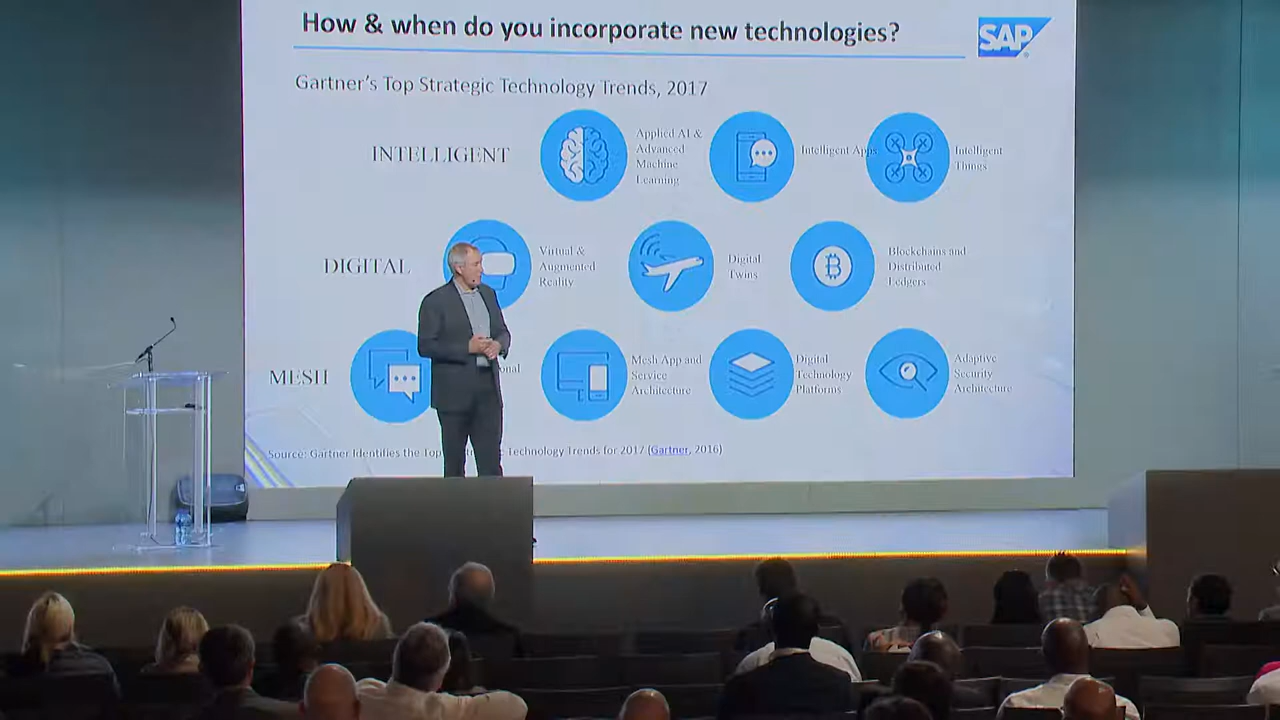 How & when do you incorporate new technologies?
SAP
Gartner's Top Strategic Technology Trends, 2017
INTELLIGENT
Applied AI &
Advanced
Machine
Learning
Intelligent Apps
Intelligent
Things
DIGITAL
Virtual &
Augmented
Reality
Digital
Twins
Blockchains and
Distributed
Ledgers
MESH
Mesh App and
Service
Architecture
Digital
Technology
Platforms
Adaptive
Security
Architecture
Source: Gartner Identifies the Top Technology Trends for 2017 (Gartner, 2016)